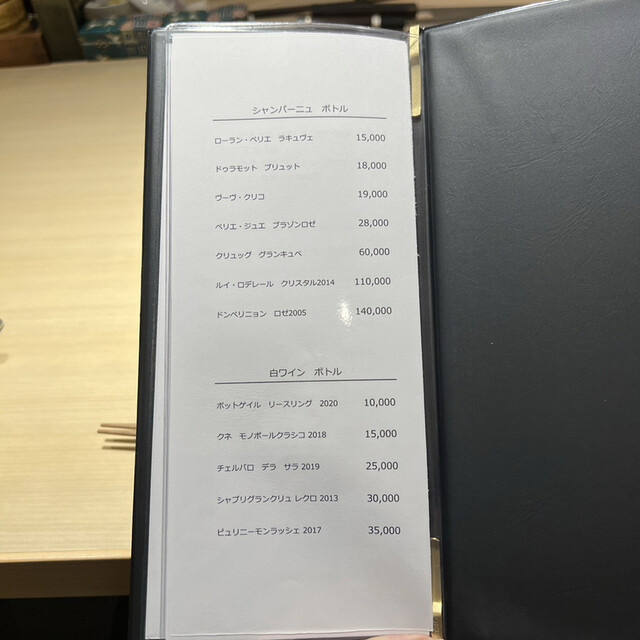 シャンパーニュ ボトル
ローラン・ペリエ ラキュヴェ 15,000
ドゥラモット ブリュット 18,000
ヴーヴ・クリコ 19,000
ペリエ・ジュエ ブラゾンロゼ 28,000
クリュッグ グランキュベ 60,000
ルイ・ロデレール クリスタル2014 110,000
ドンペリニョン ロゼ2005 140,000
白ワイン ボトル
ボットゲイル リースリング 2020 10,000
クネ モノポールクラシコ 2018 15,000
チェルバロ デラ サラ 2019 25,000
シャブリグランクリュ レクロ 2013 30,000
ピュリニーモンラッシェ 2017 35,000